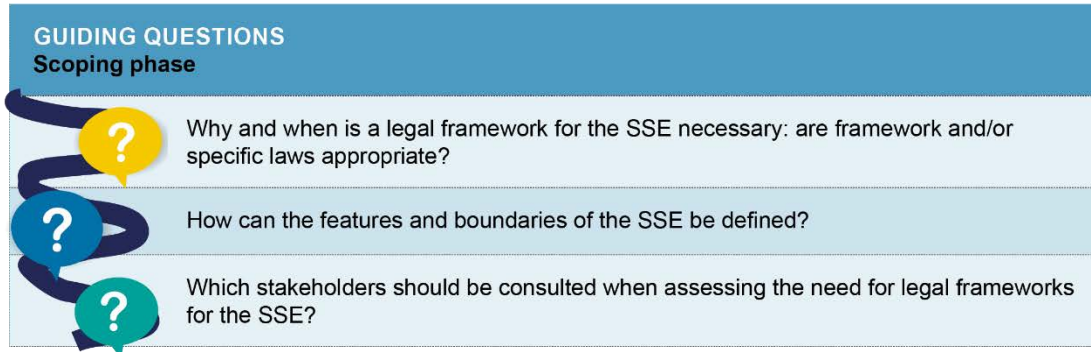 GUIDING QUESTIONS
Scoping phase
?
Why and when is a legal framework for the SSE necessary: are framework and/or
specific laws appropriate?
?
How can the features and boundaries of the SSE be defined?
?
Which stakeholders should be consulted when assessing the need for legal frameworks
for the SSE?